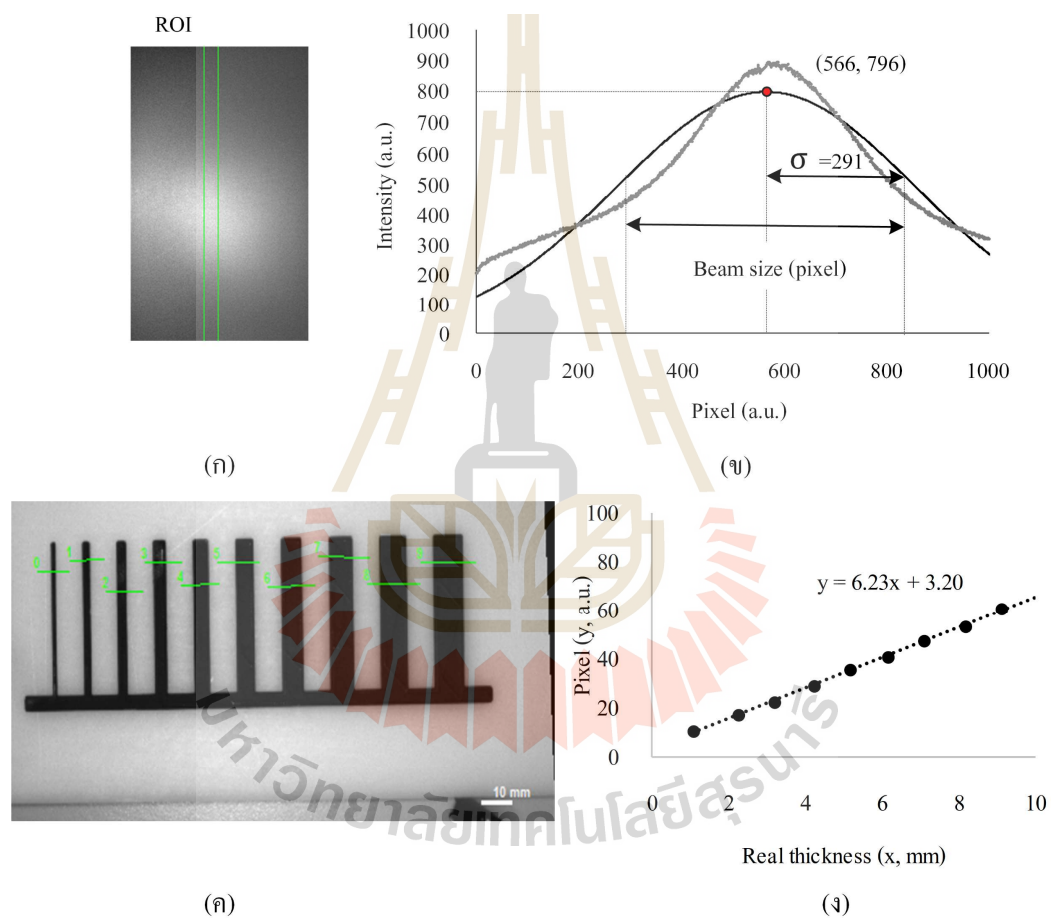 ROI
1000
900
800
700
600
500
400
300
200
100
0
Intensity (a.u.)
(566, 796)
σ =291
Beam size (pixel)
0 200 400 600 800 1000
Pixel (a.u.)
(ก)
(ข)
0 1 2 3 4 5 6 7 8 9
10 mm
100
80
60
40
20
0
Pixel (y, a.u.)
y = 6.23x + 3.20
0 2 4 6 8 10
Real thickness (x, mm)
(ค)
(ง)
มหาวิทยาลัยเทคโนโลยีสุรนารี